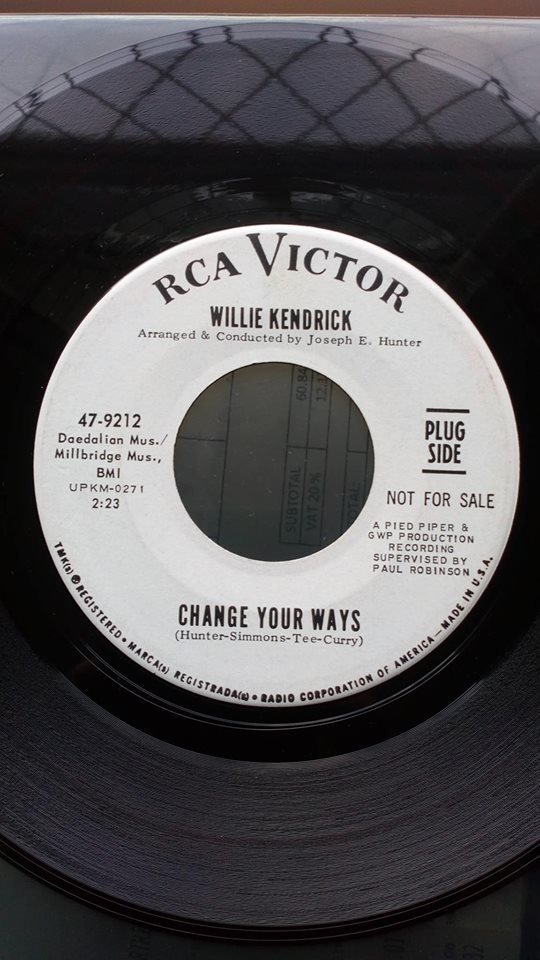 RCA VICTOR
WILLIE KENDRICK
Arranged & Conducted by Joseph E. Hunter
47-9212
Daedalian Mus./
Millbridge Mus.,
BMI
UPKM-0271
2:23
PLUG
SIDE
NOT FOR SALE
A PIED PIPER &
GWP PRODUCTION
RECORDING
SUPERVISED BY
PAUL ROBINSON
CHANGE YOUR WAYS
(Hunter-Simmons-Tee-Curry)
TMK(s) ® REGISTERED • MARCA(s) REGISTRADA(s) • RADIO CORPORATION OF AMERICA—MADE IN U.S.A.
60.84
SUBTOTAL
VAT 20%